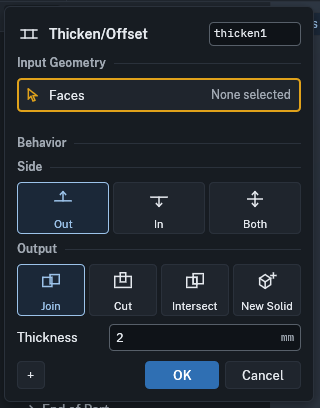 Thicken/Offset thicken1
Input Geometry
Faces None selected
Behavior
Side
Out In Both
Output
Join Cut Intersect New Solid
Thickness 2 mm
+ OK Cancel
End of Part